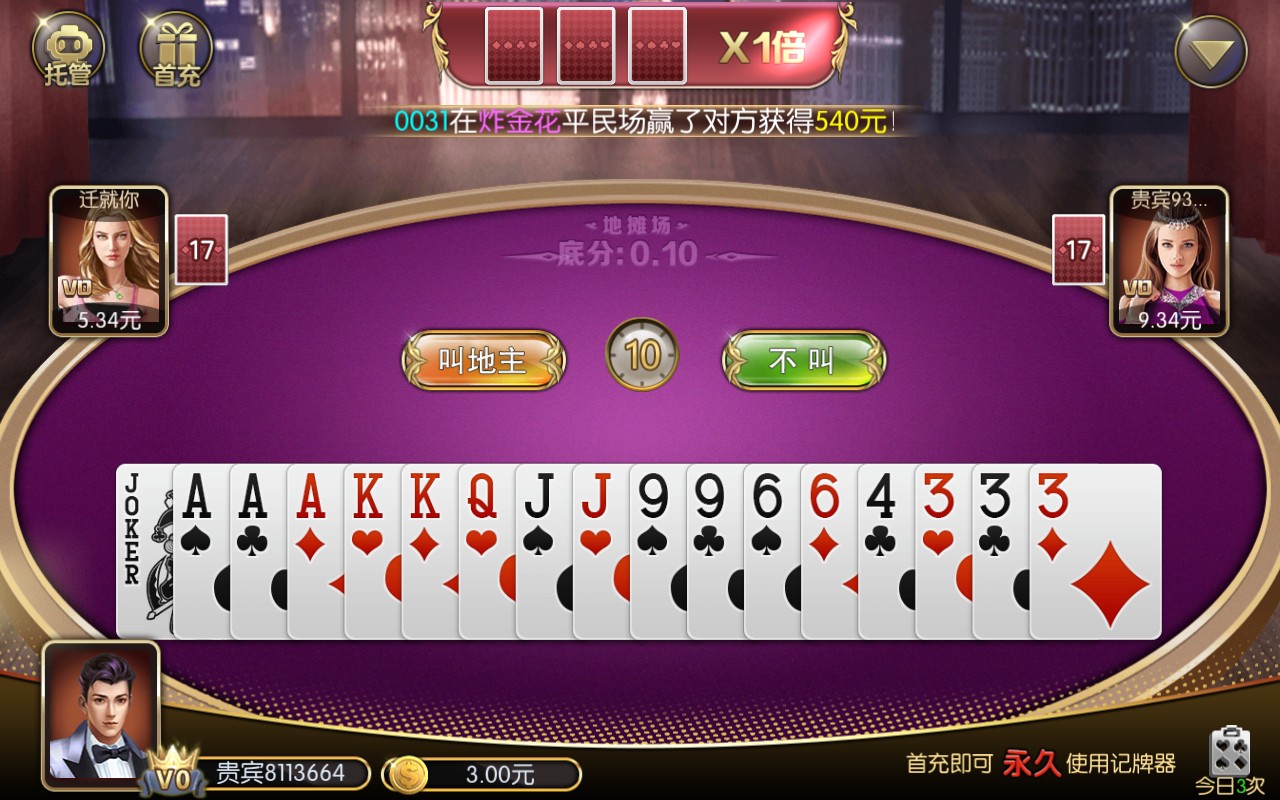 托管
首充
X1倍
0031在炸金花平民场赢了对方获得540元!
迁就你
V0
5.34元
17
地摊场
底分:0.10
17
贵宾93...
V0
9.34元
叫地主
10
不叫
JOKER A A A K K Q J J 9 9 6 6 4 3 3 3
V0
贵宾8113664
3.00元
首充即可 永久 使用记牌器
今日3次